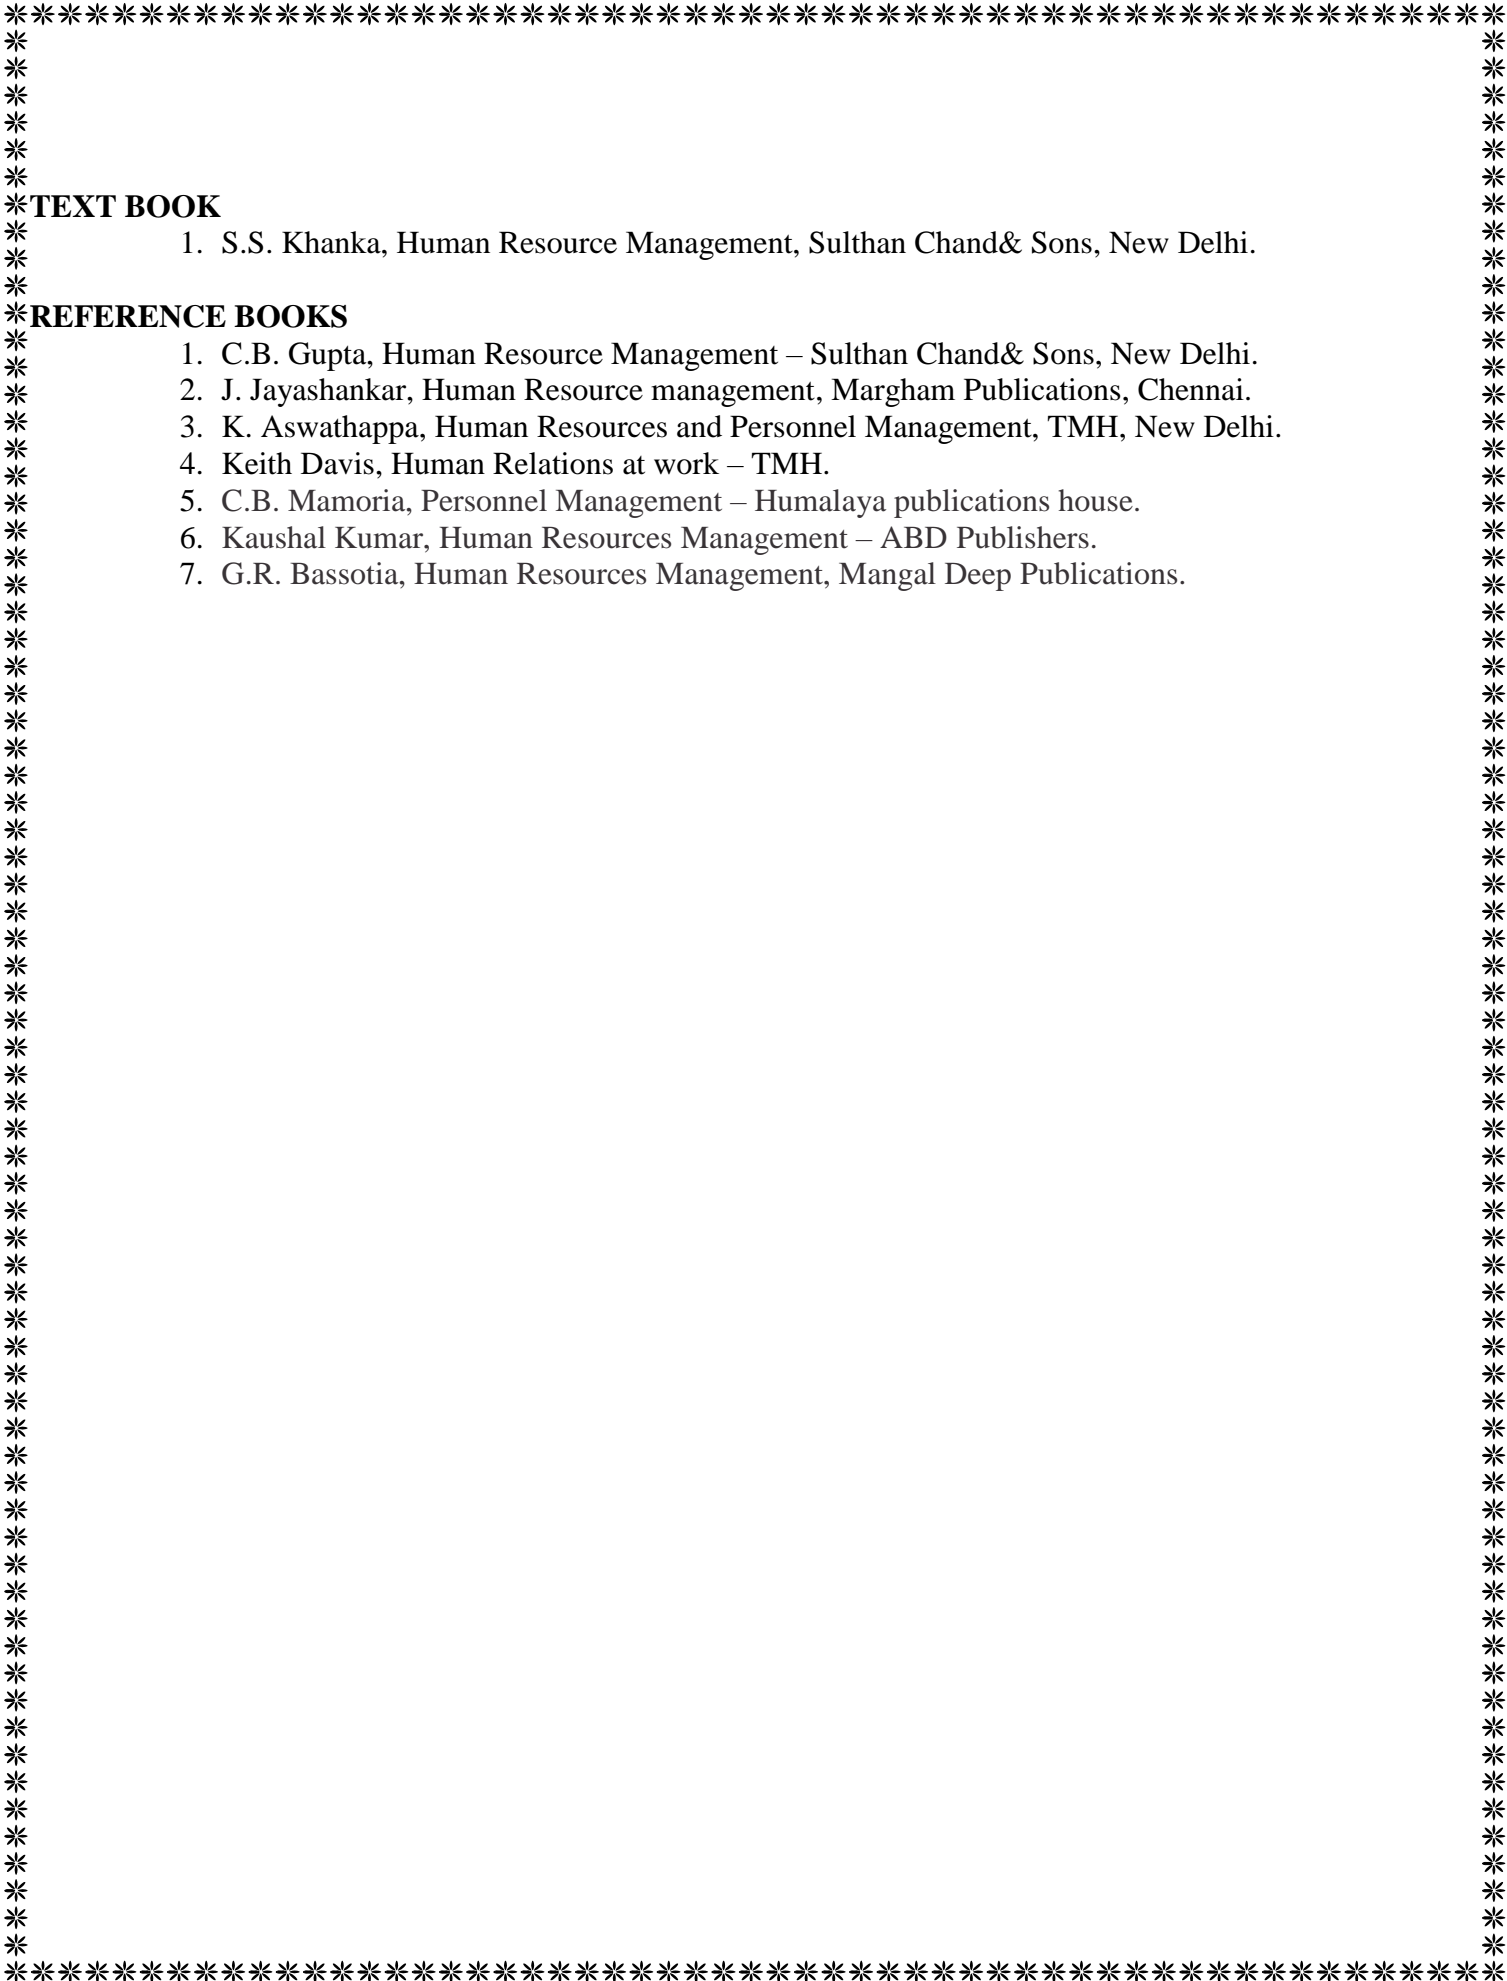 TEXT BOOK
1. S.S. Khanka, Human Resource Management, Sulthan Chand& Sons, New Delhi.
REFERENCE BOOKS
1. C.B. Gupta, Human Resource Management – Sulthan Chand& Sons, New Delhi.
2. J. Jayashankar, Human Resource management, Margham Publications, Chennai.
3. K. Aswathappa, Human Resources and Personnel Management, TMH, New Delhi.
4. Keith Davis, Human Relations at work – TMH.
5. C.B. Mamoria, Personnel Management – Humalaya publications house.
6. Kaushal Kumar, Human Resources Management – ABD Publishers.
7. G.R. Bassotia, Human Resources Management, Mangal Deep Publications.